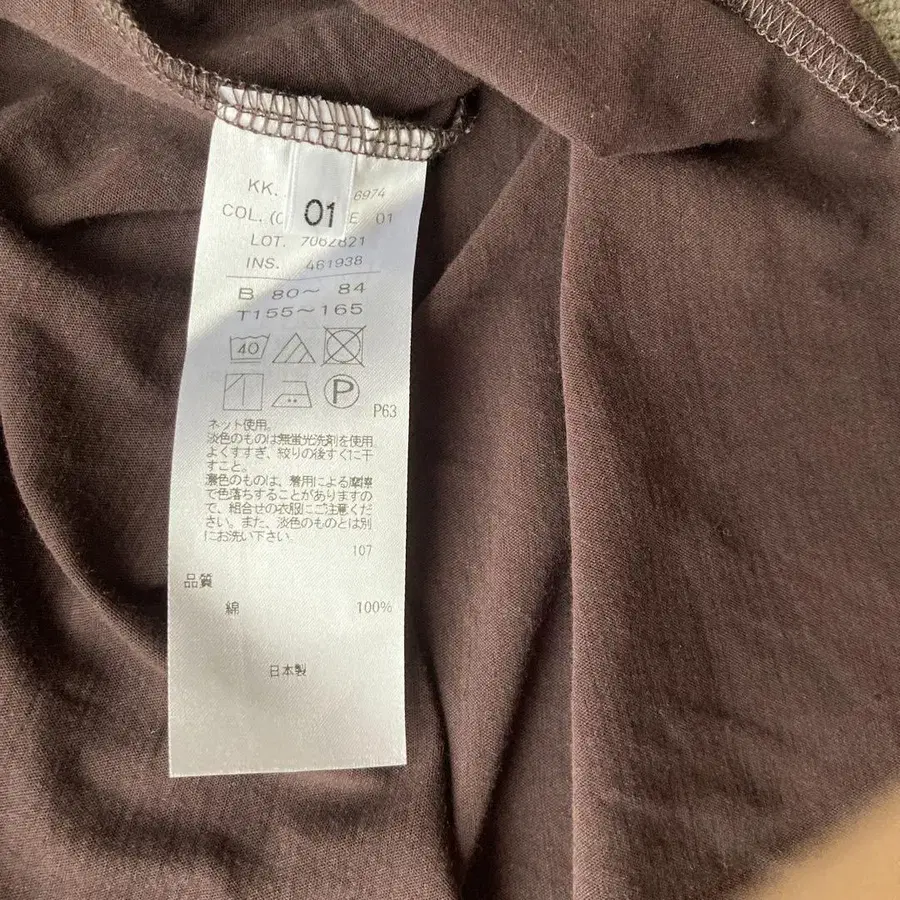 KK. 6974
01
COL. (C E 01
LOT. 7062821
INS. 461938
B 80〜 84
T155〜165
40
P
P63
ネット使用。
淡色のものは無蛍光洗剤を使用
よくすすぎ、絞りの後すぐに干
すこと。
濃色のものは、着用による摩擦
で色落ちすることがありますの
で、組合せの衣服にご注意くだ
さい。また、淡色のものとは別
にお洗い下さい。
107
品質
綿 100%
日本製